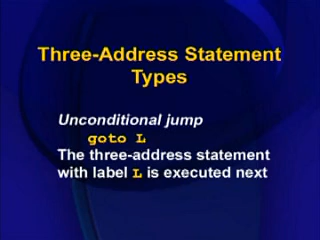 Three-Address Statement
Types
Unconditional jump
goto L
The three-address statement
with label L is executed next